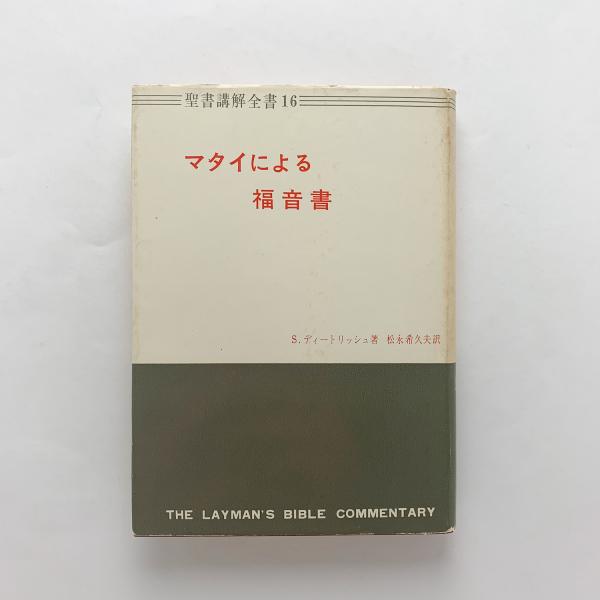 聖書講解全書16
マタイによる
福音書
S.ディートリッシュ著 松永希久夫訳
THE LAYMAN'S BIBLE COMMENTARY